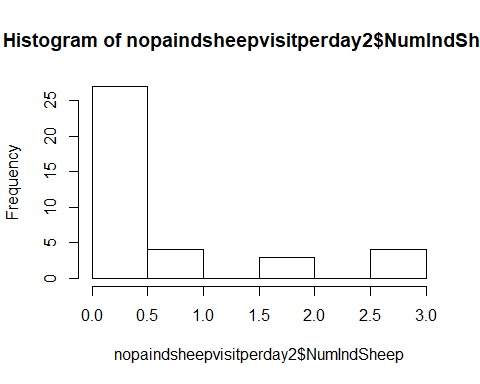 Histogram of nopaindsheepvisitperday2$NumIndSh
Frequency
25
20
15
10
5
0
0.0 0.5 1.0 1.5 2.0 2.5 3.0
nopaindsheepvisitperday2$NumIndSheep